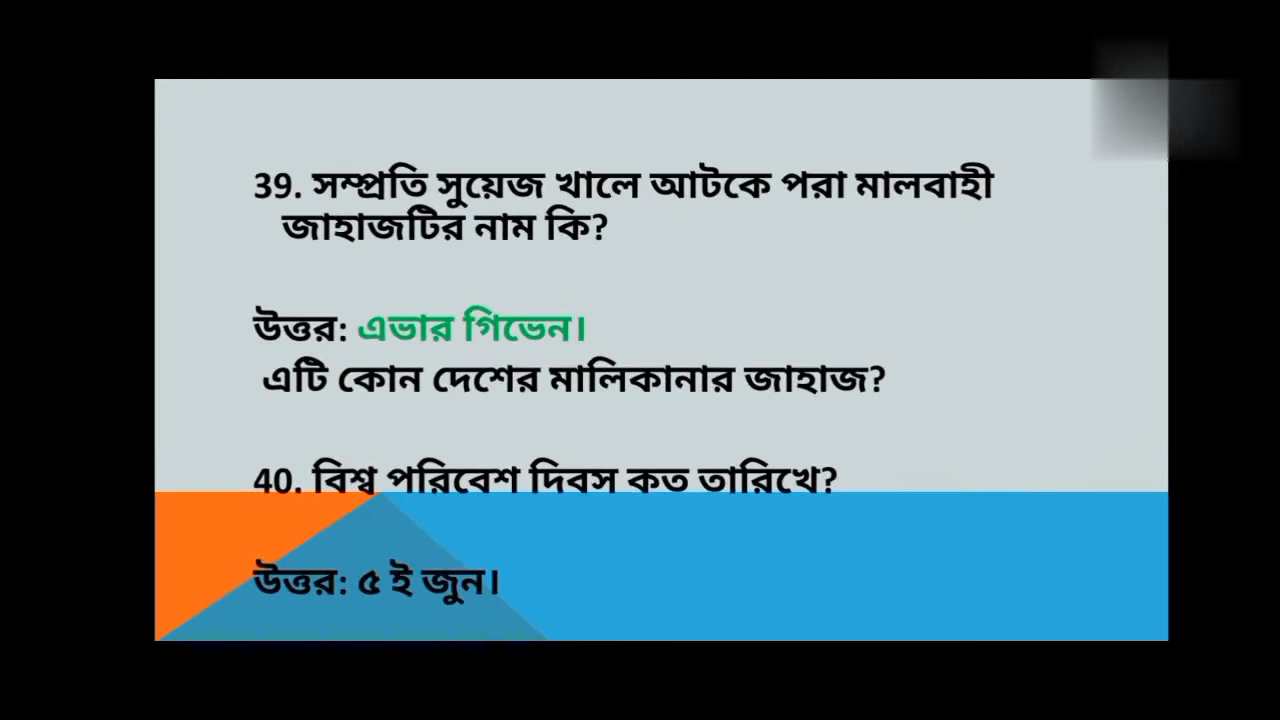 39. সম্প্রতি সুয়েজ খালে আটকে পরা মালবাহী
জাহাজটির নাম কি?
উত্তর: এভার গিভেন।
এটি কোন দেশের মালিকানার জাহাজ?
40. বিশ্ব পরিবেশ দিবস কত তারিখে?
উত্তর: ৫ ই জুন।